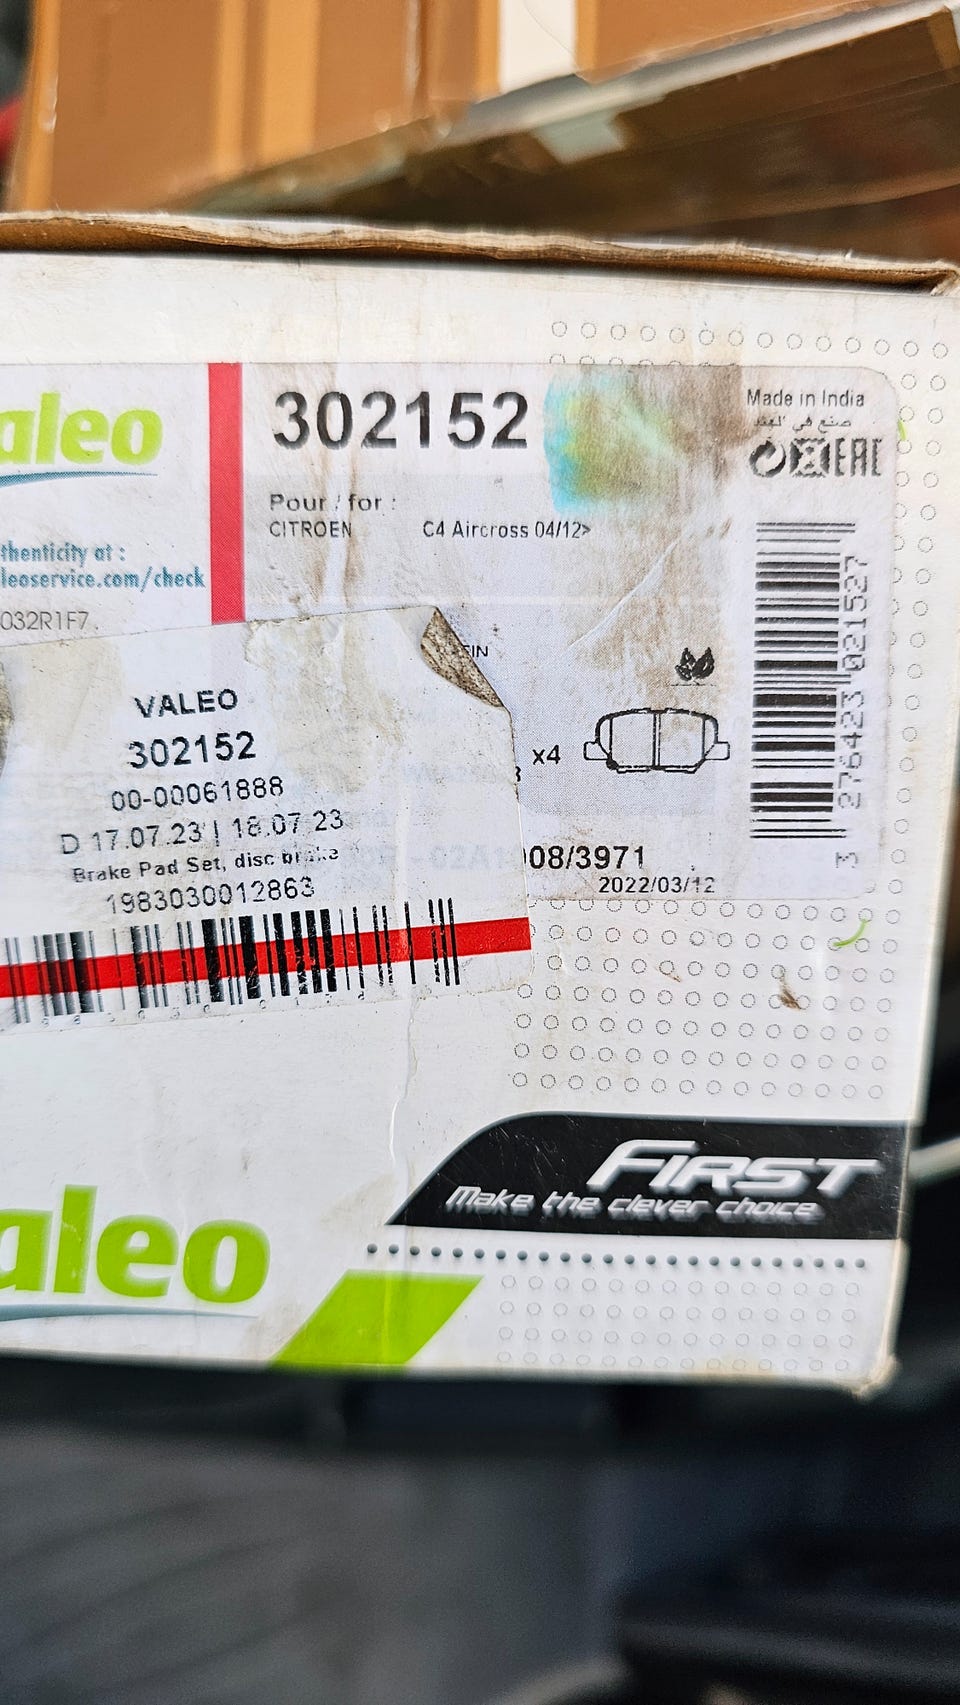 302152
Made in India
صنع في الهند
EAC
Pour / for :
CITROEN C4 Aircross 04/12>
aleo
thenticity at :
leoservice.com/check
032R1F7
3 276423 021527
VALEO
302152
00-00061888
D 17.07.23 | 18.07 23
Brake Pad Set, disc brake
1983030012863
x4
008/3971
2022/03/12
FIRST
Make the clever choice
aleo